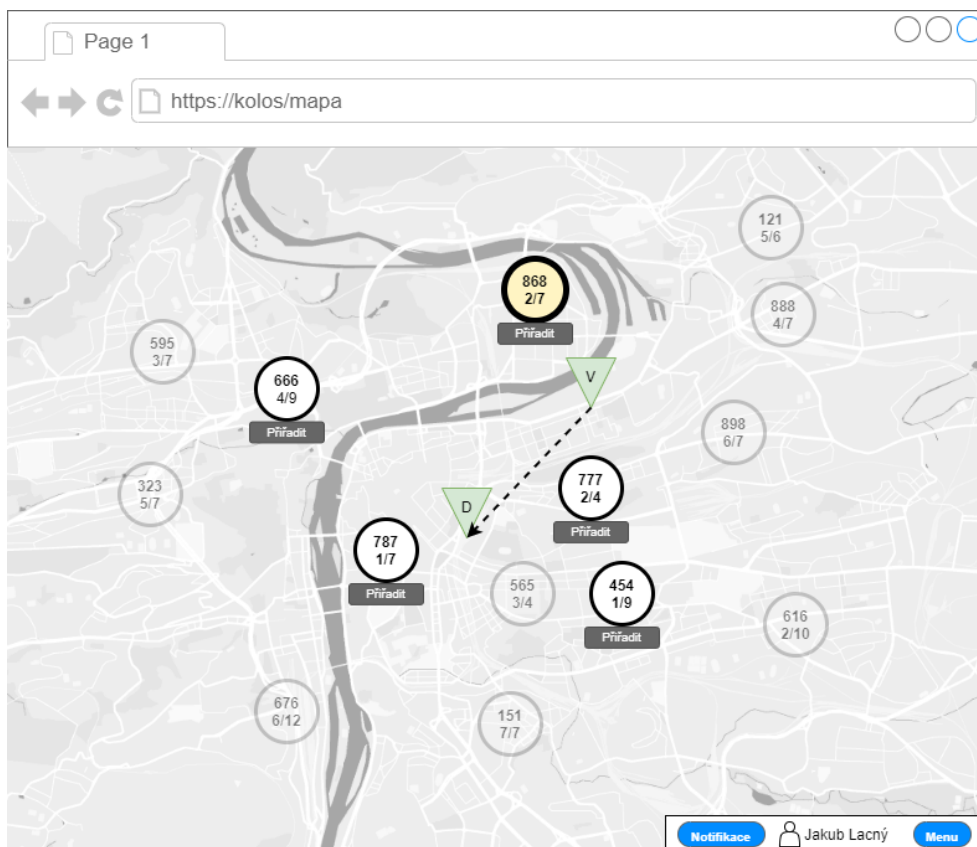 Page 1
https://kolos/mapa
121
5/6
868
2/7
Přiřadit
888
4/7
595
3/7
666
4/9
Přiřadit
V
898
6/7
777
2/4
Přiřadit
323
5/7
D
787
1/7
Přiřadit
565
3/4
454
1/9
Přiřadit
616
2/10
676
6/12
151
7/7
Notifikace
Jakub Lacný
Menu